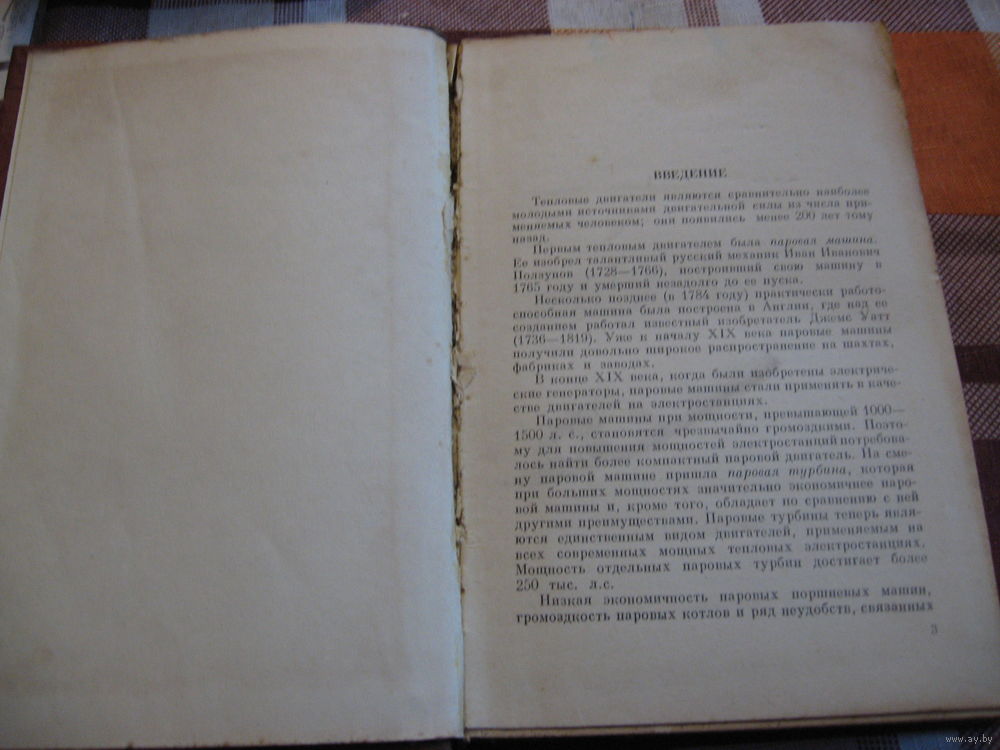 ВВЕДЕНИЕ
Тепловые двигатели являются сравнительно наиболее
молодыми источниками двигательной силы из числа при-
меняемых человеком; они появились менее 200 лет тому
назад.
Первым тепловым двигателем была паровая машина.
Ее изобрел талантливый русский механик Иван Иванович
Ползунов (1728—1766), построивший свою машину в
1765 году и умерший незадолго до ее пуска.
Несколько позднее (в 1784 году) практически работо-
способная машина была построена в Англии, где над ее
созданием работал известный изобретатель Джемс Уатт
(1736—1819). Уже к началу XIX века паровые машины
получили довольно широкое распространение на шахтах,
фабриках и заводах.
В конце XIX века, когда были изобретены электриче-
ские генераторы, паровые машины стали применять в каче-
стве двигателей на электростанциях.
Паровые машины при мощности, превышающей 1000—
1500 л. с., становятся чрезвычайно громоздкими. Поэто-
му для повышения мощностей электростанций потребова-
лось найти более компактный паровой двигатель. На сме-
ну паровой машине пришла паровая турбина, которая
при больших мощностях значительно экономичнее паро-
вой машины и, кроме того, обладает по сравнению с ней
другими преимуществами. Паровые турбины теперь явля-
ются единственным видом двигателей, применяемым на
всех современных мощных тепловых электростанциях.
Мощность отдельных паровых турбин достигает более
250 тыс. л.с.
Низкая экономичность паровых поршневых машин,
громоздкость паровых котлов и ряд неудобств, связанных
3
www.ay.by